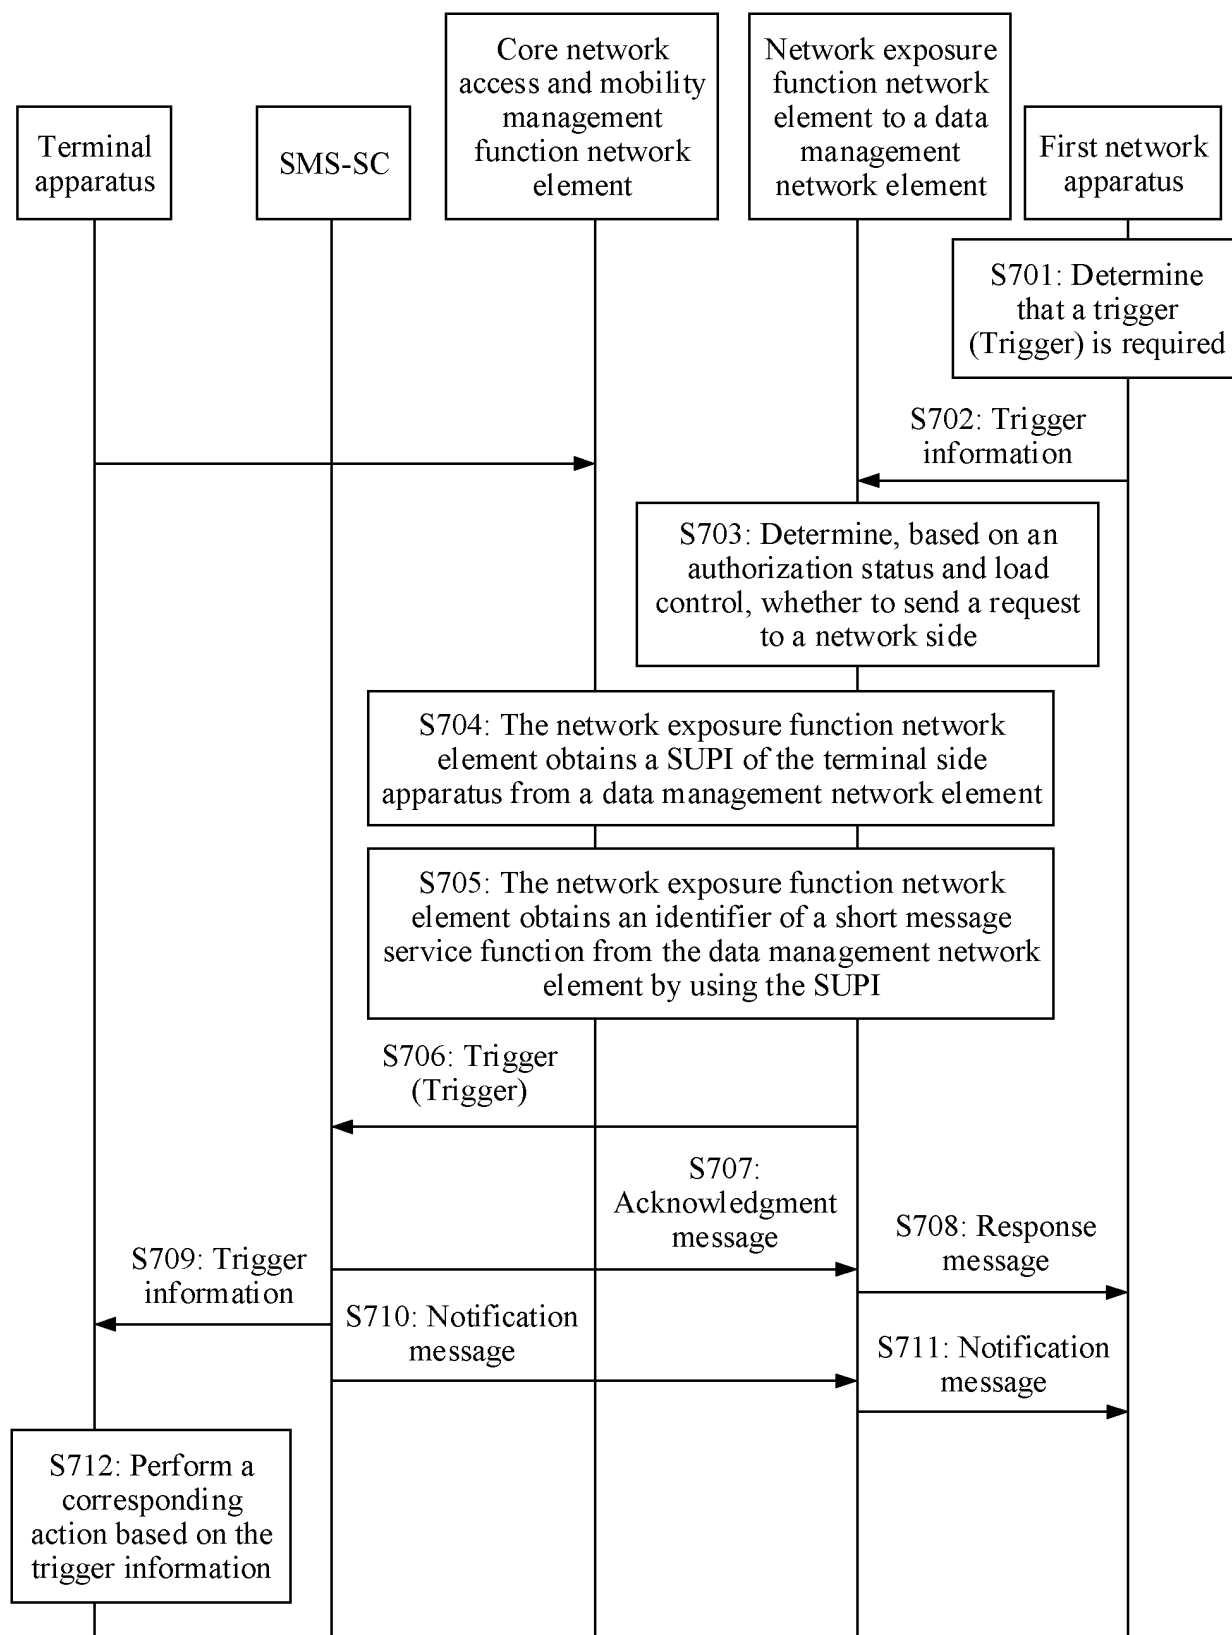 Terminal
apparatus
SMS-SC
Core network
access and mobility
management
function network
element
Network exposure
function network
element to a data
management
network element
First network
apparatus
S701: Determine
that a trigger
(Trigger) is required
S702: Trigger
information
S703: Determine, based on an
authorization status and load
control, whether to send a request
to a network side
S704: The network exposure function network
element obtains a SUPI of the terminal side
apparatus from a data management network element
S705: The network exposure function network
element obtains an identifier of a short message
service function from the data management network
element by using the SUPI
S706: Trigger
(Trigger)
S707:
Acknowledgment
message
S708: Response
message
S709: Trigger
information
S710: Notification
message
S711: Notification
message
S712: Perform a
corresponding
action based on the
trigger information